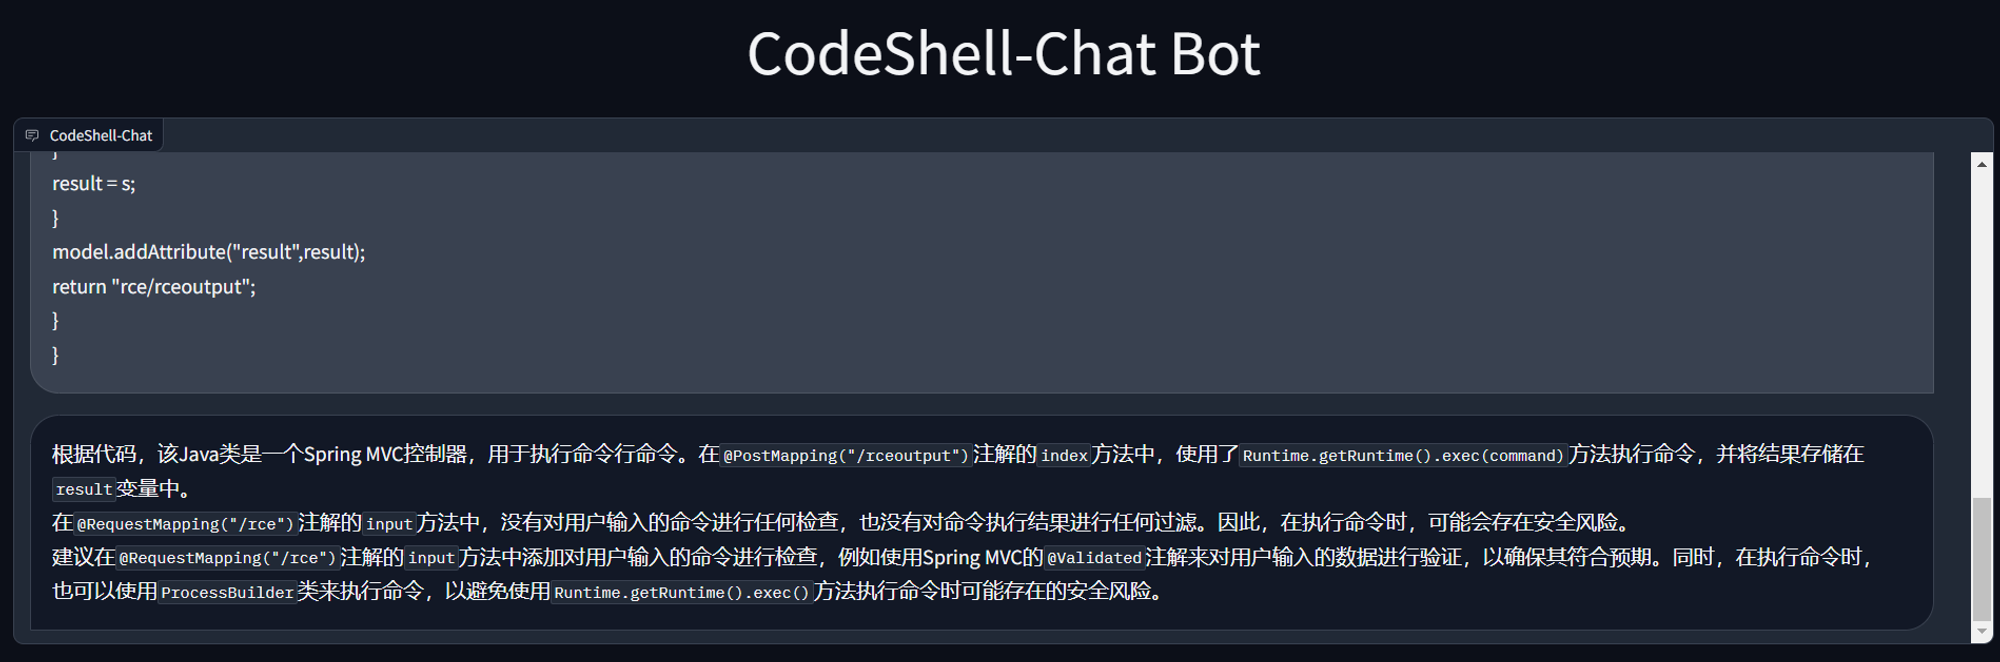 CodeShell-Chat Bot
CodeShell-Chat
}
result = s;
}
model.addAttribute("result",result);
return "rce/rceoutput";
}
}
根据代码，该Java类是一个Spring MVC控制器，用于执行命令行命令。在@PostMapping("/rceoutput")注解的index方法中，使用了Runtime.getRuntime().exec(command)方法执行命令，并将结果存储在
result变量中。
在@RequestMapping("/rce")注解的input方法中，没有对用户输入的命令进行任何检查，也没有对命令执行结果进行任何过滤。因此，在执行命令时，可能会存在安全风险。
建议在@RequestMapping("/rce")注解的input方法中添加对用户输入的命令进行检查，例如使用Spring MVC的@Validated注解来对用户输入的数据进行验证，以确保其符合预期。同时，在执行命令时，
也可以使用ProcessBuilder类来执行命令，以避免使用Runtime.getRuntime().exec()方法执行命令时可能存在的安全风险。